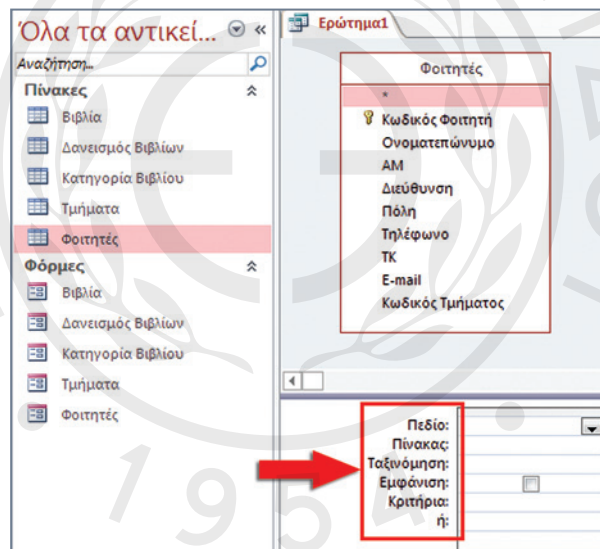 Όλα τα αντικεί... «
Αναζήτηση...
Πίνακες
Βιβλία
Δανεισμός Βιβλίων
Κατηγορία Βιβλίου
Τμήματα
Φοιτητές
Φόρμες
Βιβλία
Δανεισμός Βιβλίων
Κατηγορία Βιβλίου
Τμήματα
Φοιτητές
Ερώτημα1
Φοιτητές
*
Κωδικός Φοιτητή
Ονοματεπώνυμο
ΑΜ
Διεύθυνση
Πόλη
Τηλέφωνο
ΤΚ
E-mail
Κωδικός Τμήματος
Πεδίο:
Πίνακας:
Ταξινόμηση:
Εμφάνιση:
Κριτήρια:
ή:
1954